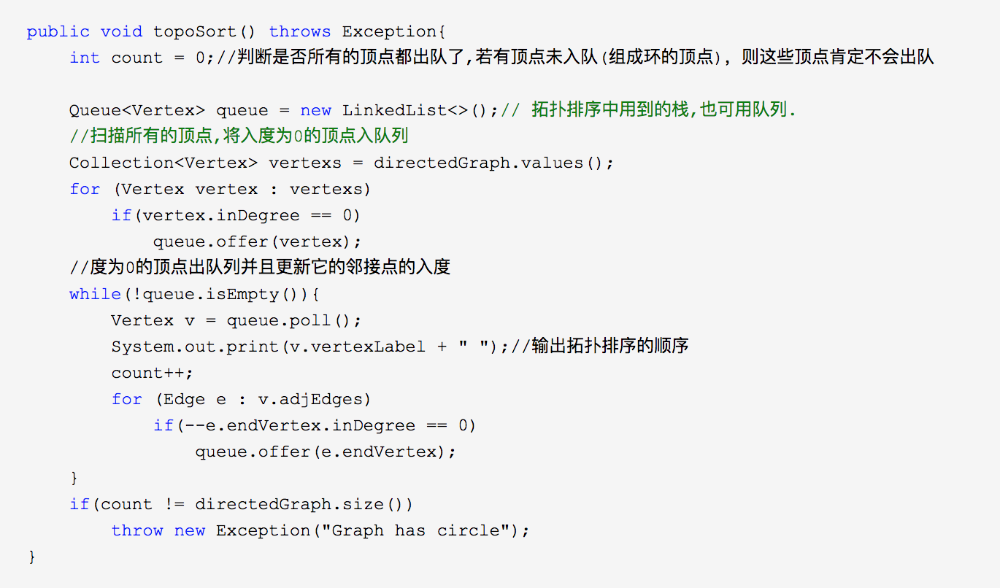 public void topoSort() throws Exception{
    int count = 0;//判断是否所有的顶点都出队了,若有顶点未入队(组成环的顶点)，则这些顶点肯定不会出队
    Queue<Vertex> queue = new LinkedList<>();// 拓扑排序中用到的栈,也可用队列.
    //扫描所有的顶点,将入度为0的顶点入队列
    Collection<Vertex> vertexs = directedGraph.values();
    for (Vertex vertex : vertexs)
        if(vertex.inDegree == 0)
            queue.offer(vertex);
    //度为0的顶点出队列并且更新它的邻接点的入度
    while(!queue.isEmpty()){
        Vertex v = queue.poll();
        System.out.print(v.vertexLabel + " ");//输出拓扑排序的顺序
        count++;
        for (Edge e : v.adjEdges)
            if(--e.endVertex.inDegree == 0)
                queue.offer(e.endVertex);
    }
    if(count != directedGraph.size())
        throw new Exception("Graph has circle");
}